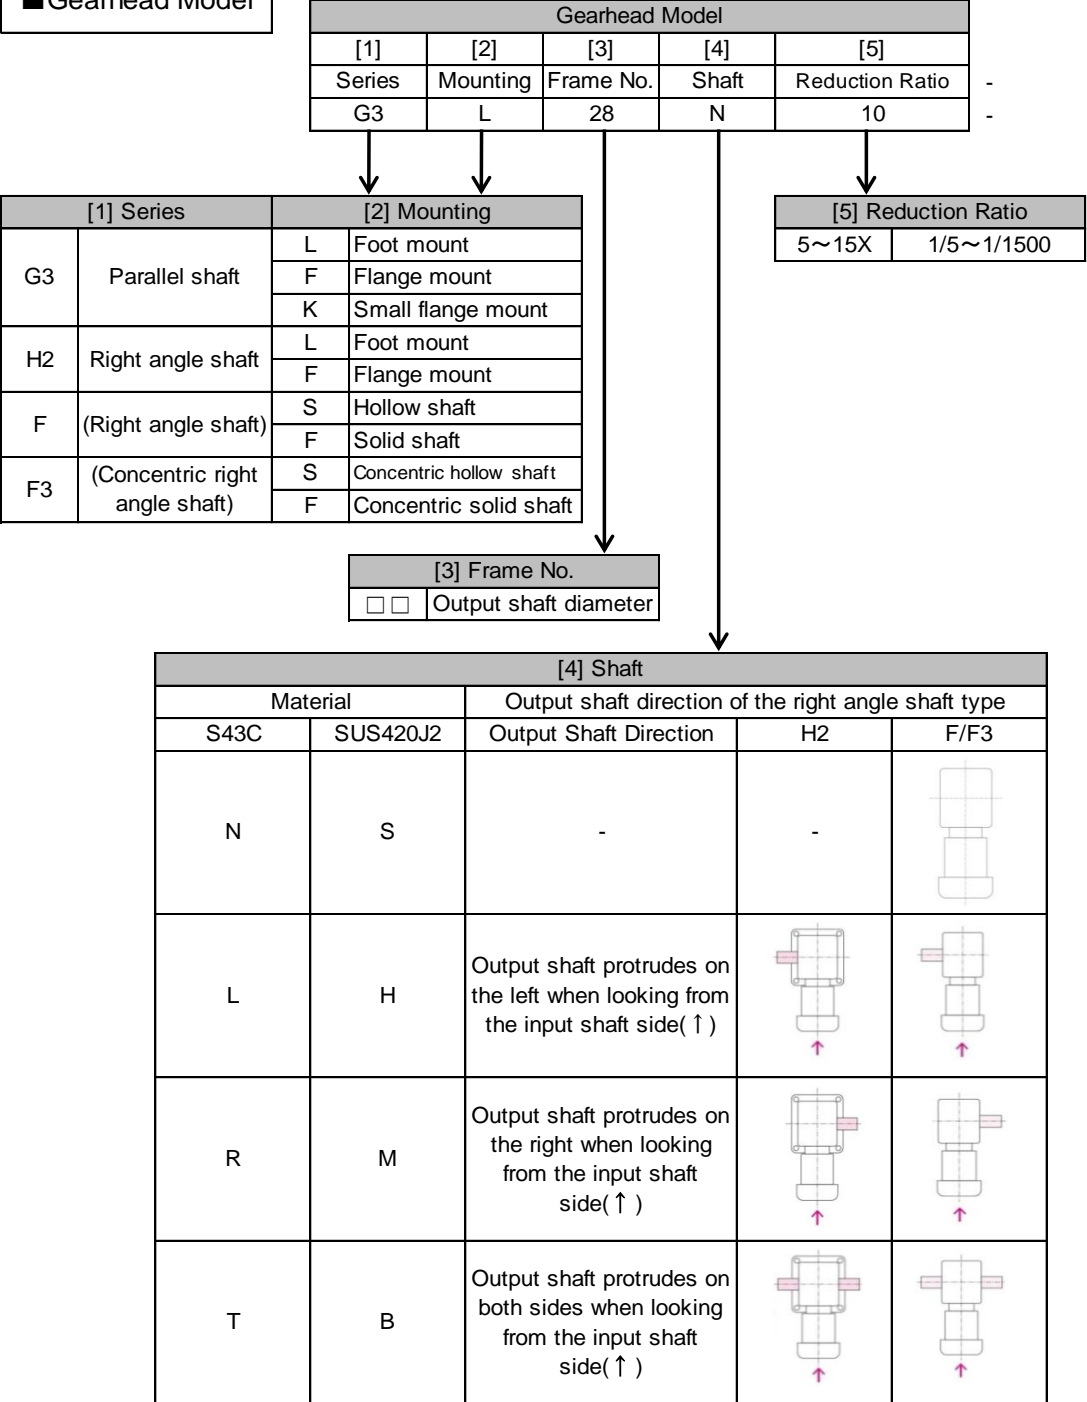 ■Gearhead Model
Gearhead Model
[1] [2] [3] [4] [5]
Series Mounting Frame No. Shaft Reduction Ratio -
G3 L 28 N 10 -
[1] Series [2] Mounting
G3 Parallel shaft
L Foot mount
F Flange mount
K Small flange mount
H2 Right angle shaft
L Foot mount
F Flange mount
F (Right angle shaft)
S Hollow shaft
F Solid shaft
F3 (Concentric right
angle shaft)
S Concentric hollow shaft
F Concentric solid shaft
[5] Reduction Ratio
5～15X 1/5～1/1500
[3] Frame No.
□□ Output shaft diameter
[4] Shaft
Material Output shaft direction of the right angle shaft type
S43C SUS420J2 Output Shaft Direction H2 F/F3
N S - -
L H
Output shaft protrudes on
the left when looking from
the input shaft side(↑)
R M
Output shaft protrudes on
the right when looking
from the input shaft
side(↑)
T B
Output shaft protrudes on
both sides when looking
from the input shaft
side(↑)